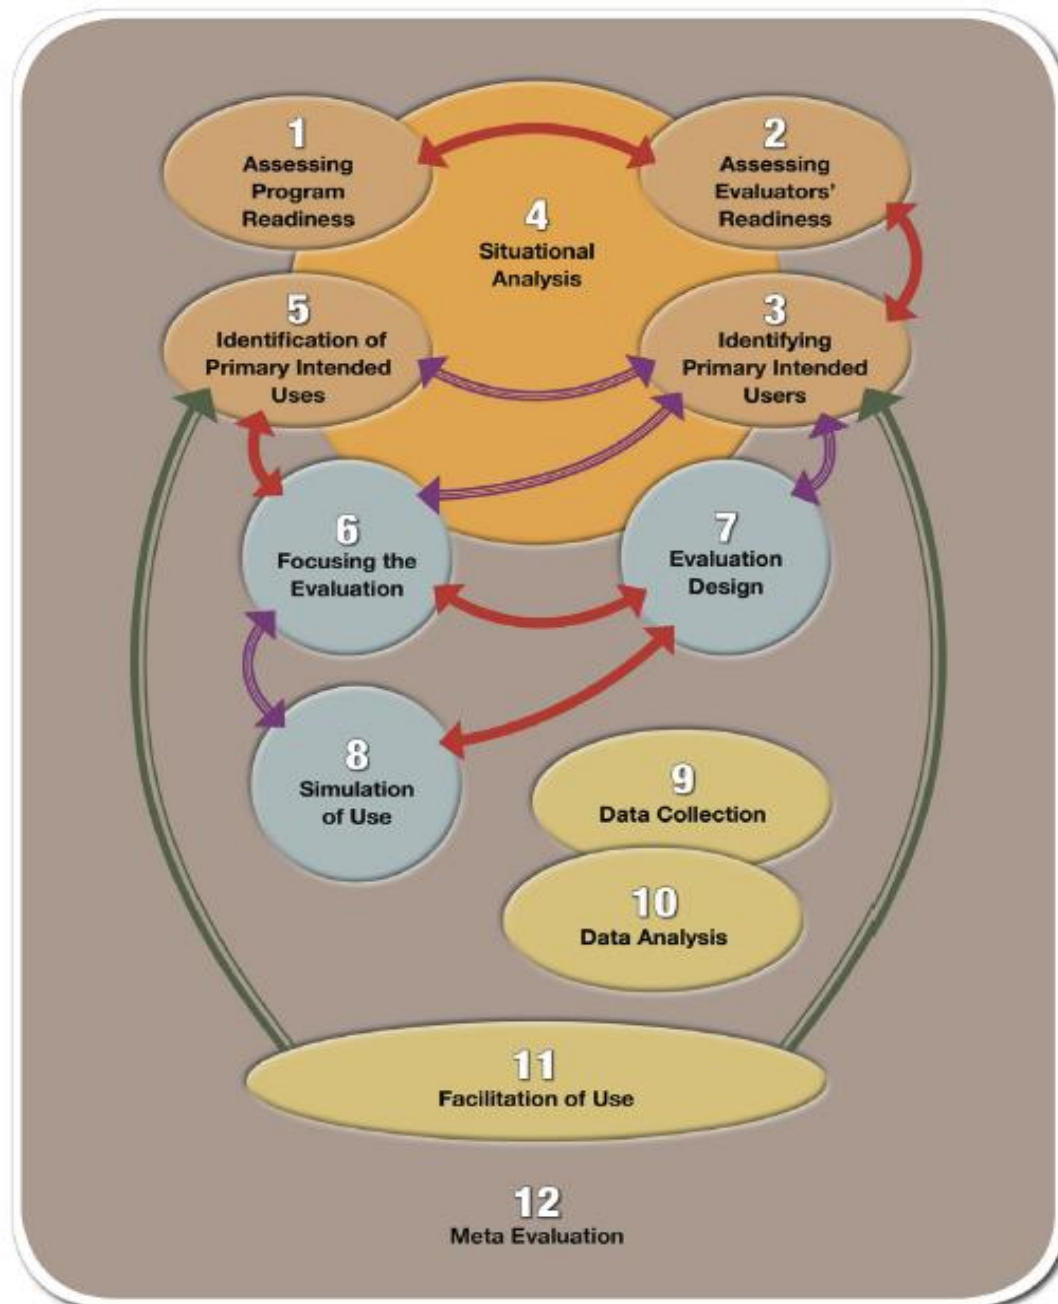 1
Assessing
Program
Readiness
2
Assessing
Evaluators'
Readiness
4
Situational
Analysis
5
Identification of
Primary Intended
Uses
3
Identifying
Primary Intended
Users
6
Focusing the
Evaluation
7
Evaluation
Design
8
Simulation
of Use
9
Data Collection
10
Data Analysis
11
Facilitation of Use
12
Meta Evaluation